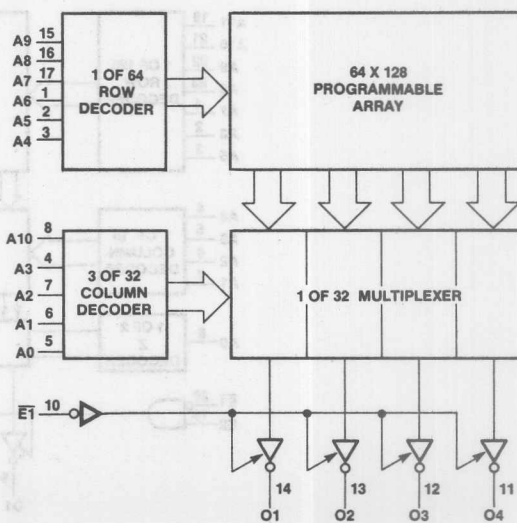 A9 15
A8 16
A7 17
A6 1
A5 2
A4 3
1 OF 64
ROW
DECODER
64 X 128
PROGRAMMABLE
ARRAY
A10 8
A3 4
A2 7
A1 6
A0 5
3 OF 32
COLUMN
DECODER
1 OF 32 MULTIPLEXER
E1 10
14 13 12 11
O1 O2 O3 O4